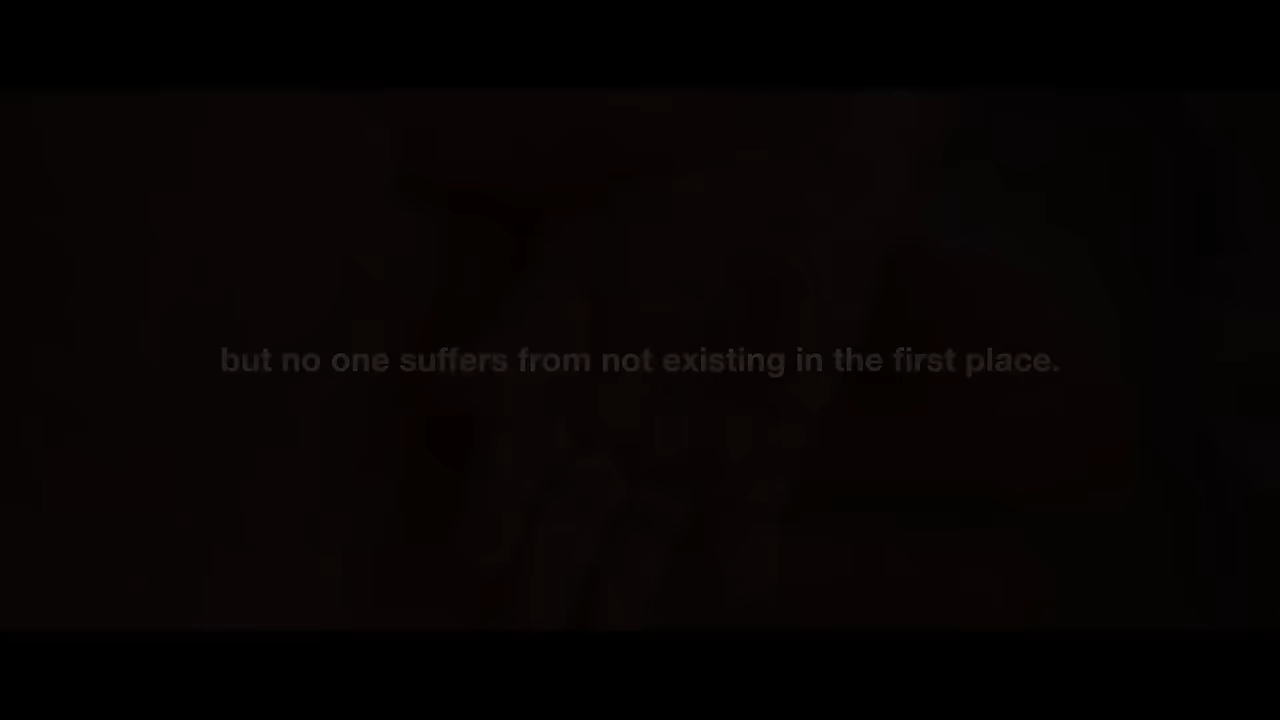 but no one suffers from not existing in the first place.